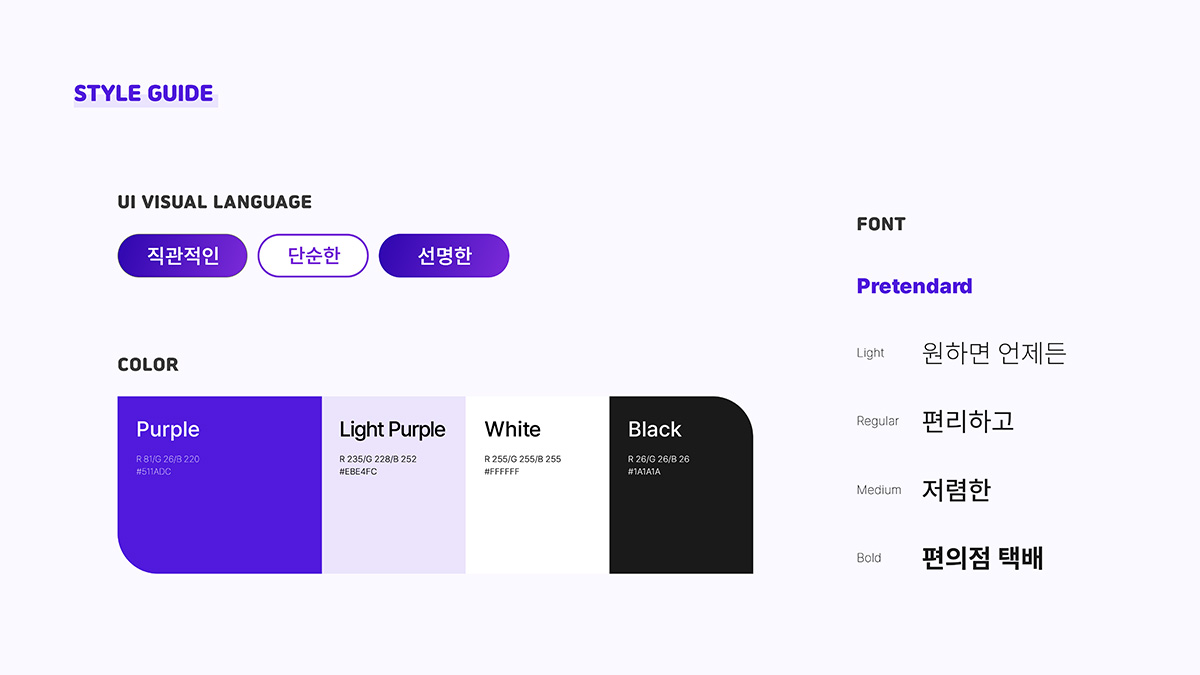 STYLE GUIDE
UI VISUAL LANGUAGE
직관적인
단순한
선명한
COLOR
Purple
R 81/G 26/B 220
#511ADC
Light Purple
R 235/G 228/B 252
#EBE4FC
White
R 255/G 255/B 255
#FFFFFF
Black
R 26/G 26/B 26
#1A1A1A
FONT
Pretendard
Light 원하면 언제든
Regular 편리하고
Medium 저렴한
Bold 편의점 택배